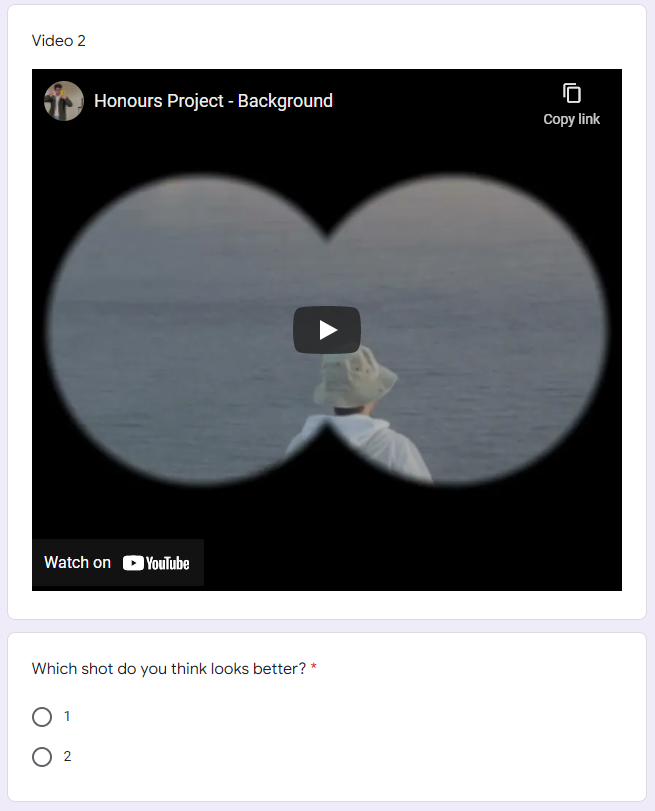 Video 2
Honours Project - Background
Copy link
Watch on YouTube
Which shot do you think looks better? *
1
2